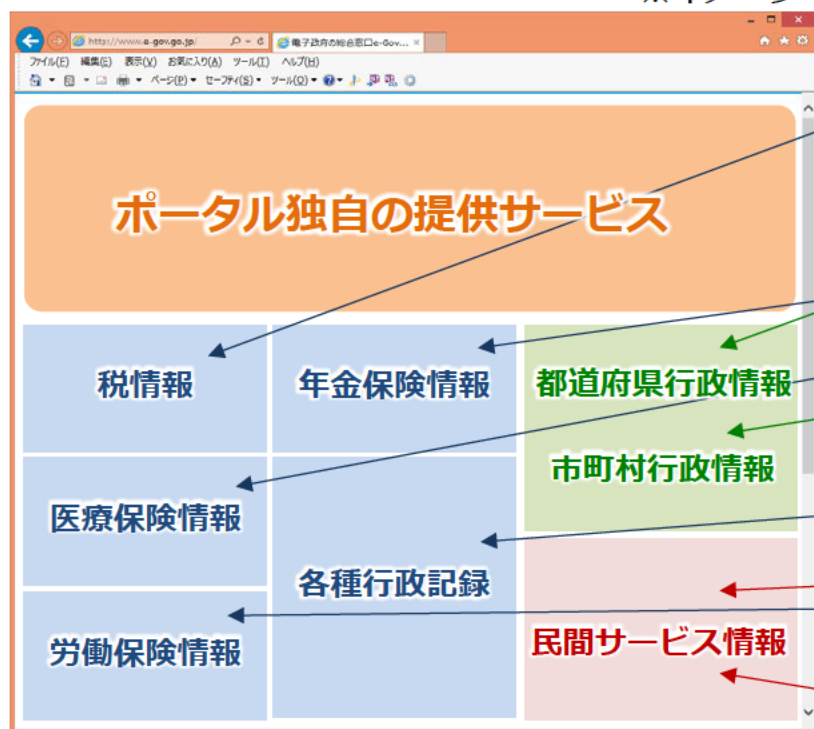 http://www.e-gov.go.jp/
電子政府の総合窓口e-Gov...
ファイル(F) 編集(E) 表示(V) お気に入り(A) ツール(T) ヘルプ(H)
ページ(P) セーフティ(S) ツール(O)
ポータル独自の提供サービス
税情報
年金保険情報
都道府県行政情報
市町村行政情報
医療保険情報
各種行政記録
労働保険情報
民間サービス情報